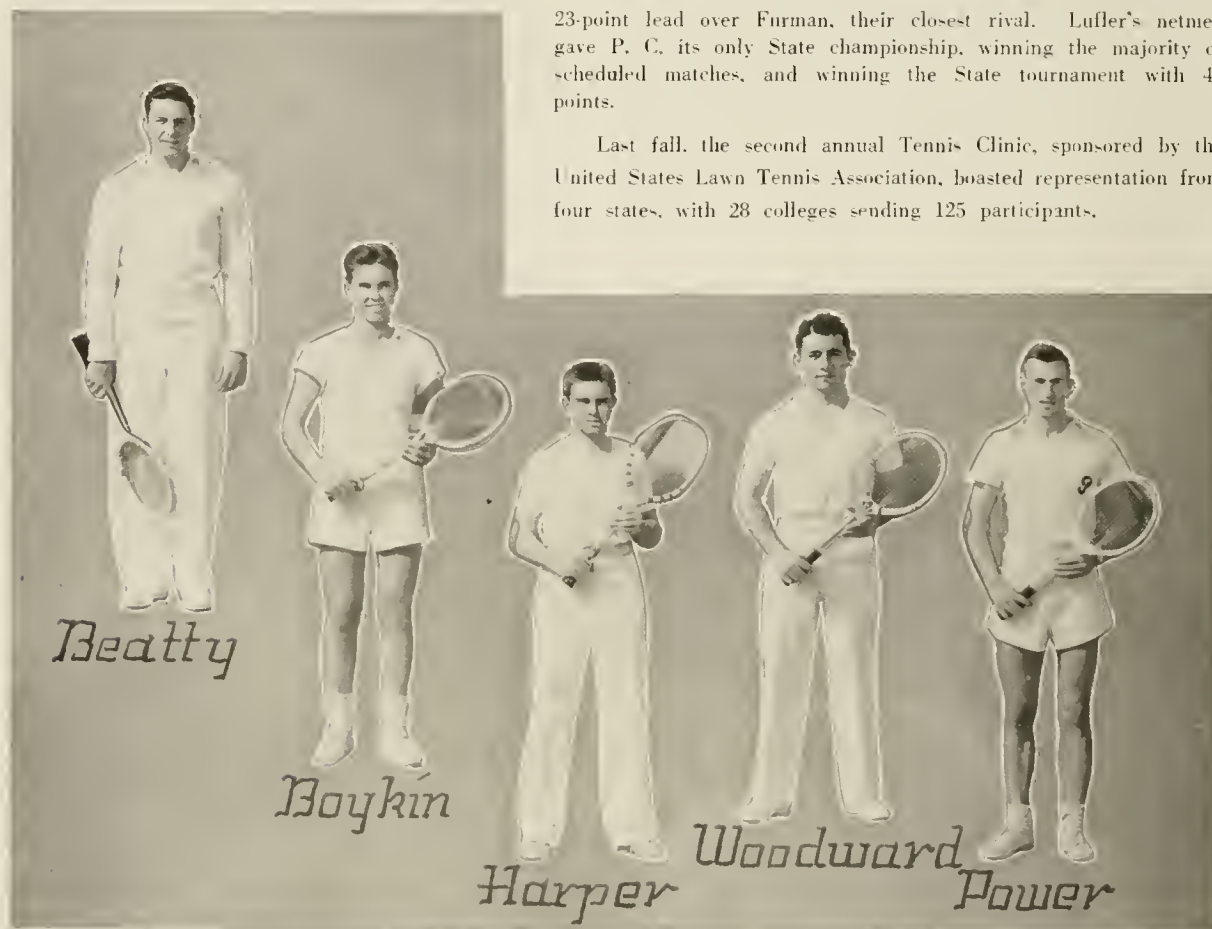 23-point lead over Furman, their closest rival. Lufler's netme
gave P. C. its only State championship, winning the majority o
scheduled matches, and winning the State tournament with 4
points.
Last fall, the second annual Tennis Clinic, sponsored by th
United States Lawn Tennis Association, boasted representation fro
four states, with 28 colleges sending 125 participants.
Beatty
Boykin
Harper
Woodward
Power